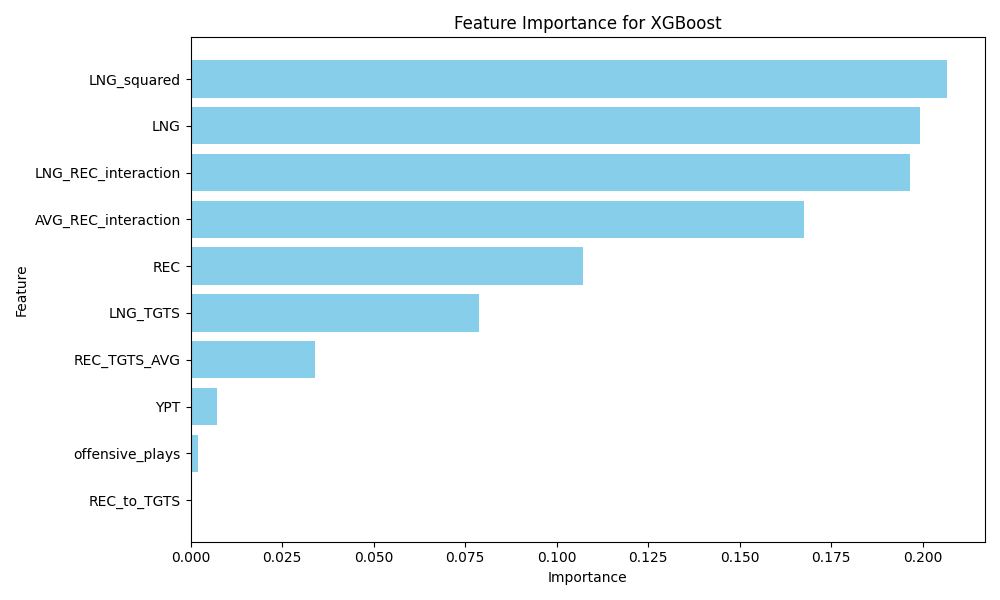 Feature Importance for XGBoost
LNG_squared
LNG
LNG_REC_interaction
AVG_REC_interaction
REC
LNG_TGTS
REC_TGTS_AVG
YPT
offensive_plays
REC_to_TGTS
Feature
0.000 0.025 0.050 0.075 0.100 0.125 0.150 0.175 0.200
Importance